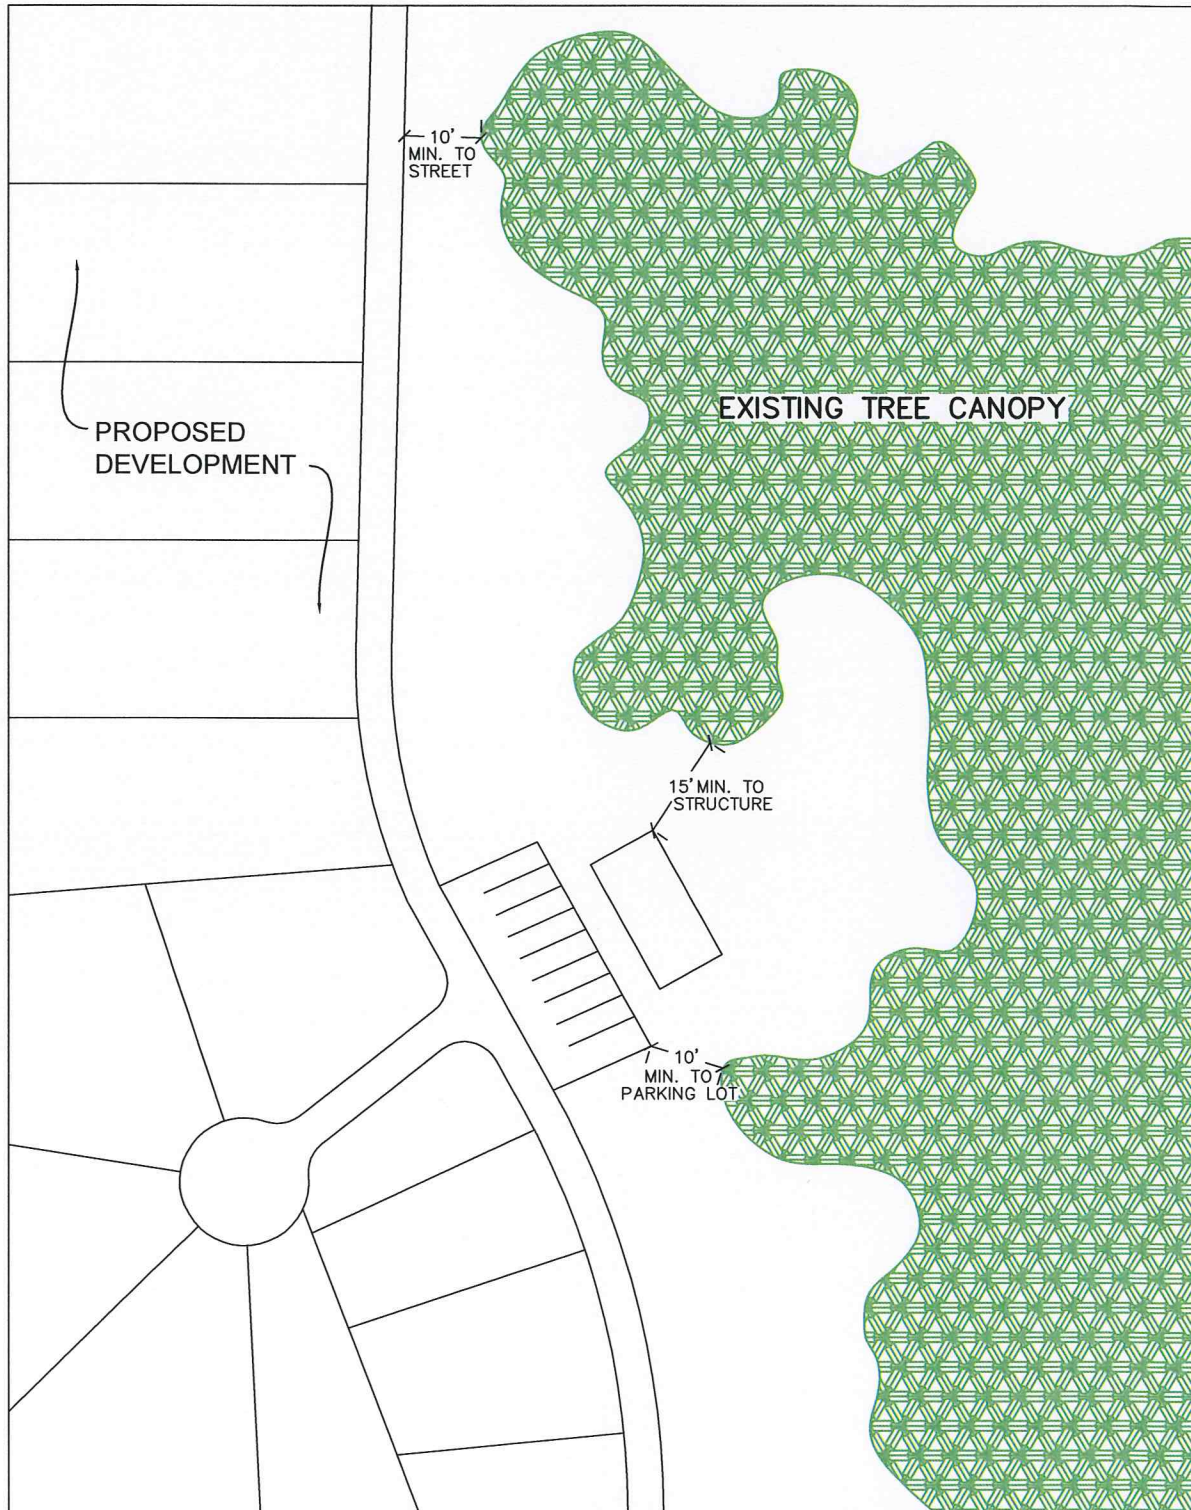 10'
MIN. TO
STREET
EXISTING TREE CANOPY
PROPOSED
DEVELOPMENT
15' MIN. TO
STRUCTURE
10'
MIN. TO
PARKING LOT